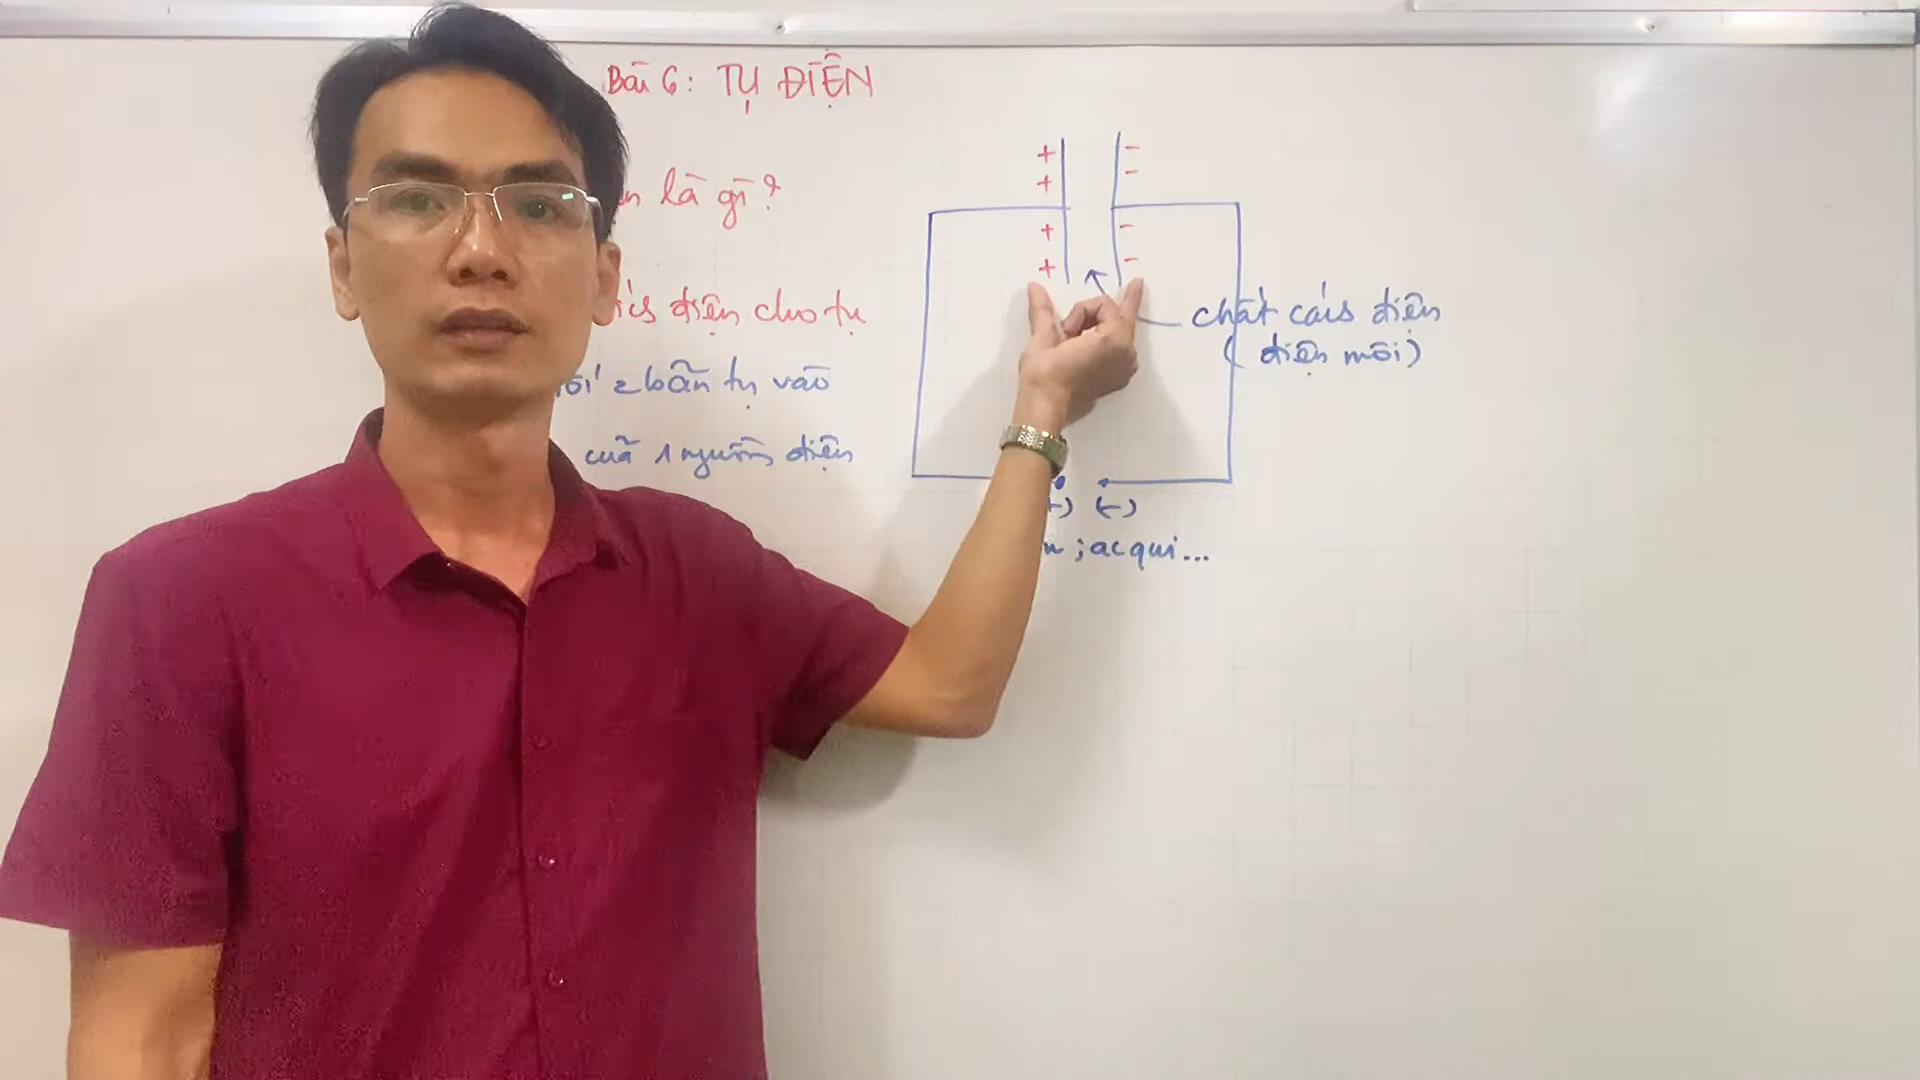 Bài 6: TỤ ĐIỆN
là gì?
điện cho tụ
2 bản tụ vào
của 1 nguồn điện
+ -
+ -
+ -
+ -
chất cách điện
(điện môi)
(-)
; acqui...